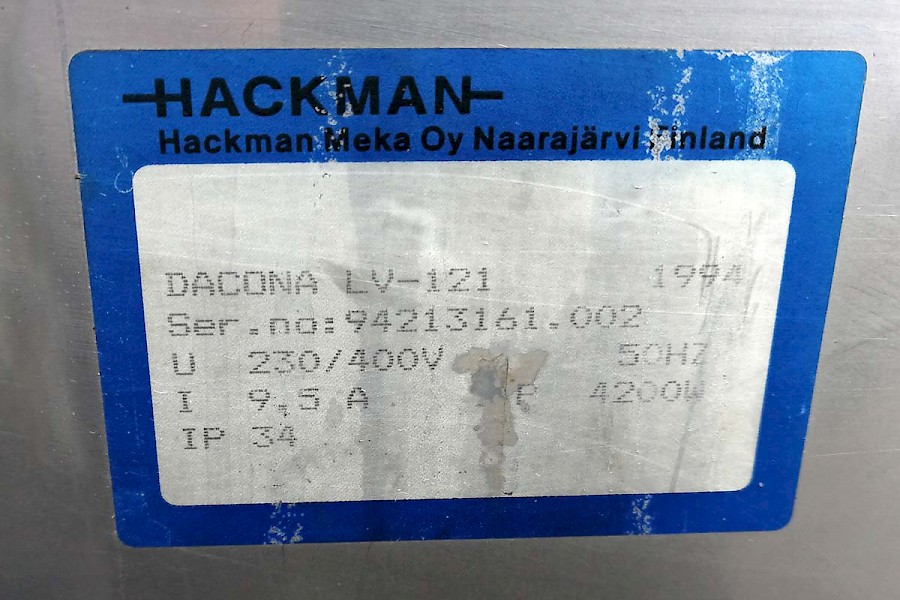 HACKMAN
Hackman Meka Oy Naarajärvi Finland
DACONA LV-121 1994
Ser.no:94213161.002
U 230/400V 50HZ
I 9,5 A P 4200W
IP 34